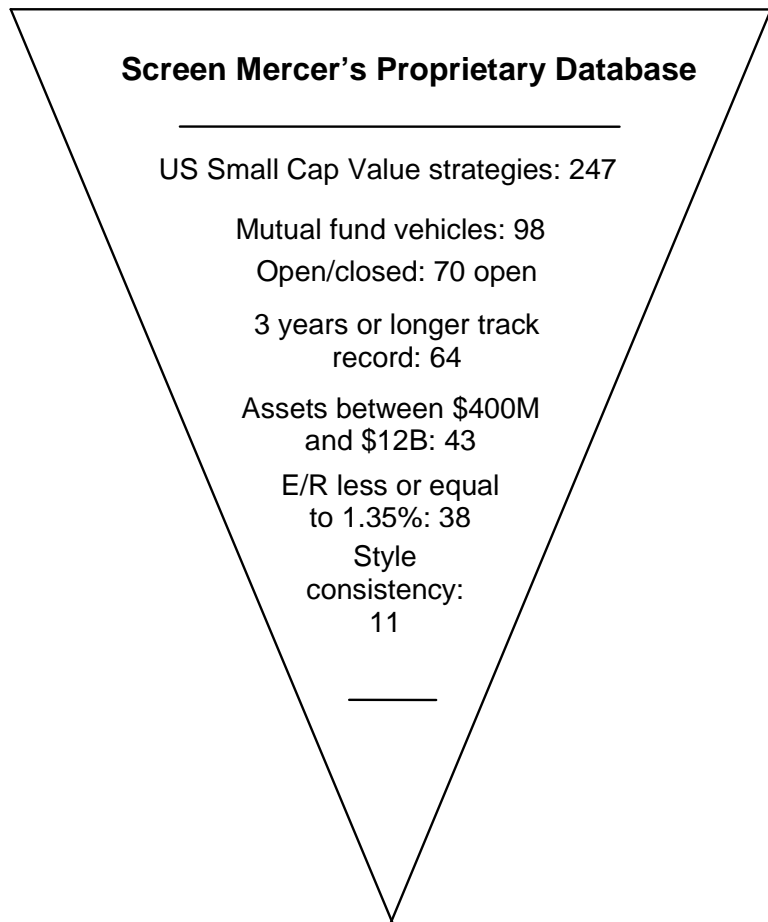 Screen Mercer's Proprietary Database
US Small Cap Value strategies: 247
Mutual fund vehicles: 98
Open/closed: 70 open
3 years or longer track
record: 64
Assets between $400M
and $12B: 43
E/R less or equal
to 1.35%: 38
Style
consistency:
11